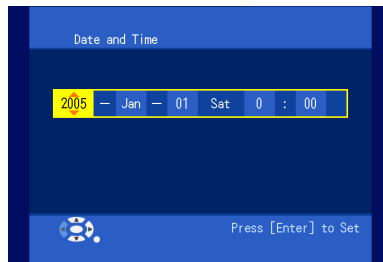 Date and Time
2005 — Jan — 01 Sat 0 : 00
Press [Enter] to Set